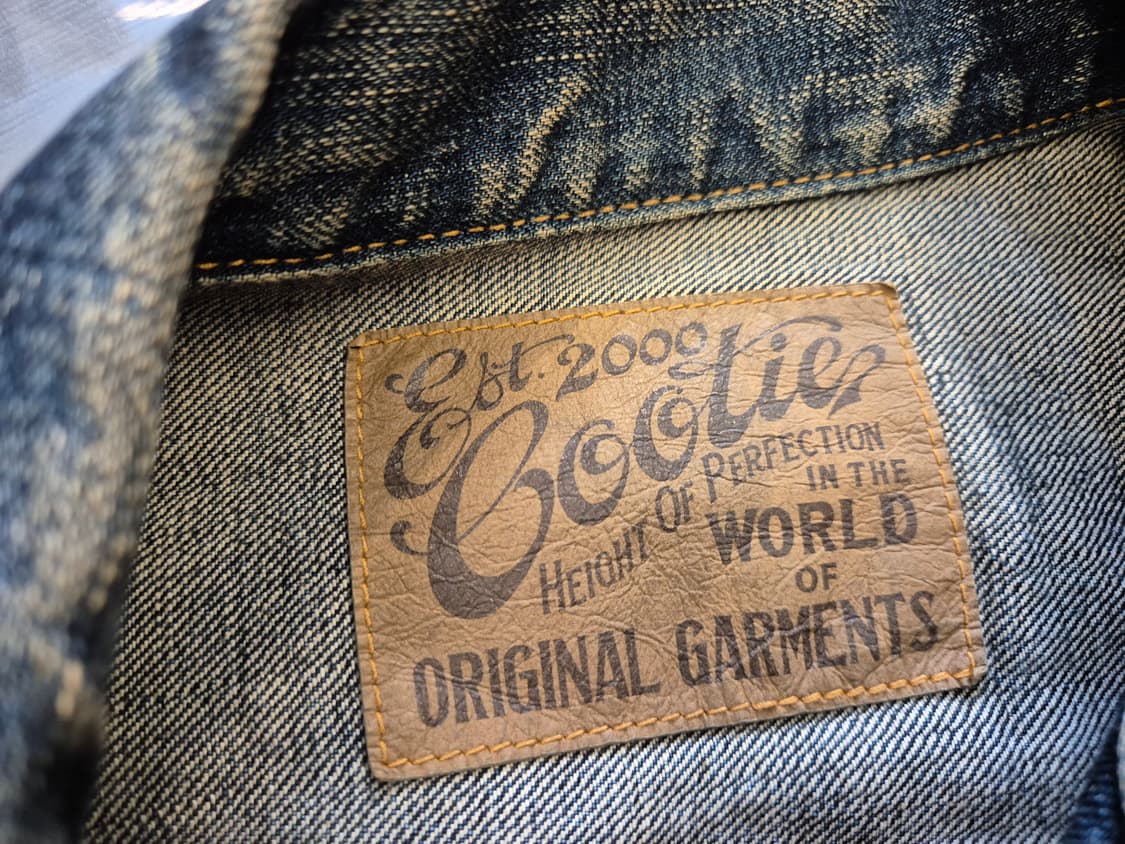 Est. 2000
Cootie
HEIGHT OF PERFECTION
IN THE
WORLD
OF
ORIGINAL GARMENTS